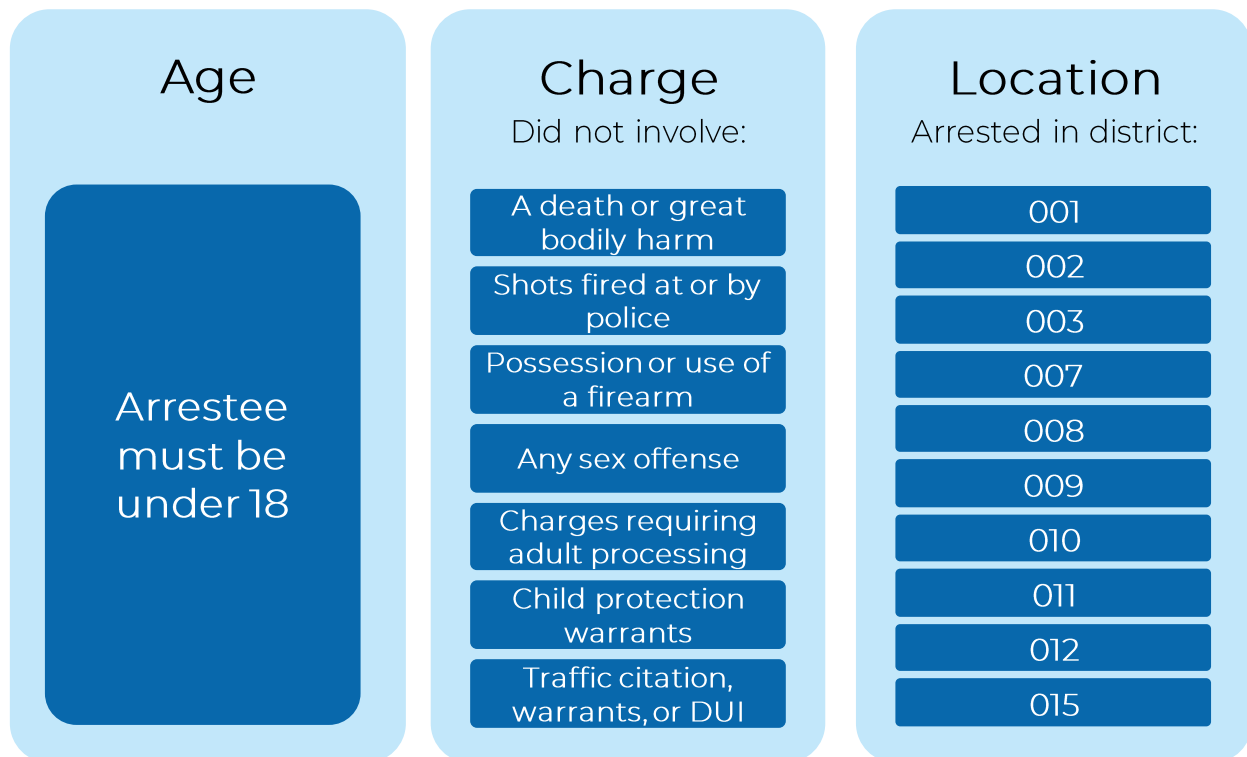 Age
Arrestee
must be
under 18
Charge
Did not involve:
A death or great
bodily harm
Shots fired at or by
police
Possession or use of
a firearm
Any sex offense
Charges requiring
adult processing
Child protection
warrants
Traffic citation,
warrants, or DUI
Location
Arrested in district:
001
002
003
007
008
009
010
011
012
015